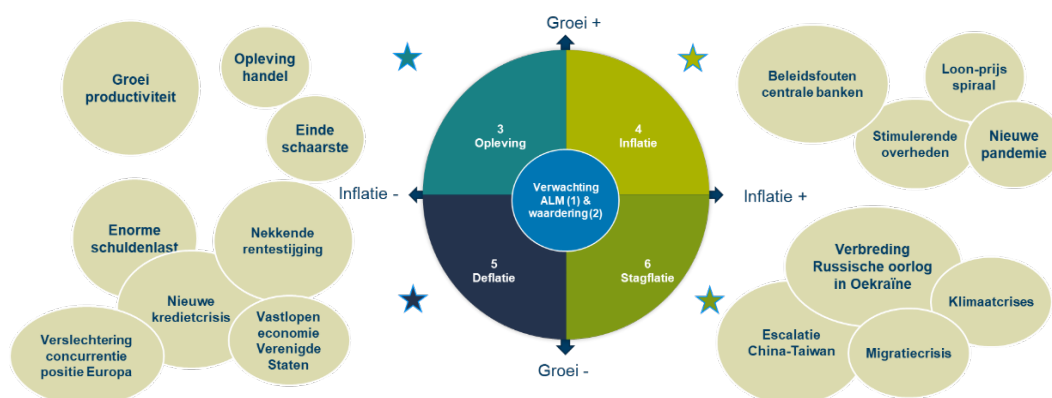 Groei +
Groei
productiviteit
Opleving
handel
Einde
schaarste
3
Opleving
4
Inflatie
Beleidsfouten
centrale banken
Loon-prijs
spiraal
Stimulerende
overheden
Nieuwe
pandemie
Inflatie -
Verwachting
ALM (1) &
waardering (2)
Inflatie +
Enorme
schuldenlast
Nekkende
rentestijging
Nieuwe
kredietcrisis
Verslechtering
concurrentie
positie Europa
Vastlopen
economie
Verenigde
Staten
5
Deflatie
6
Stagflatie
Verbreding
Russische oorlog
in Oekraïne
Klimaatcrises
Escalatie
China-Taiwan
Migratiecrisis
Groei -